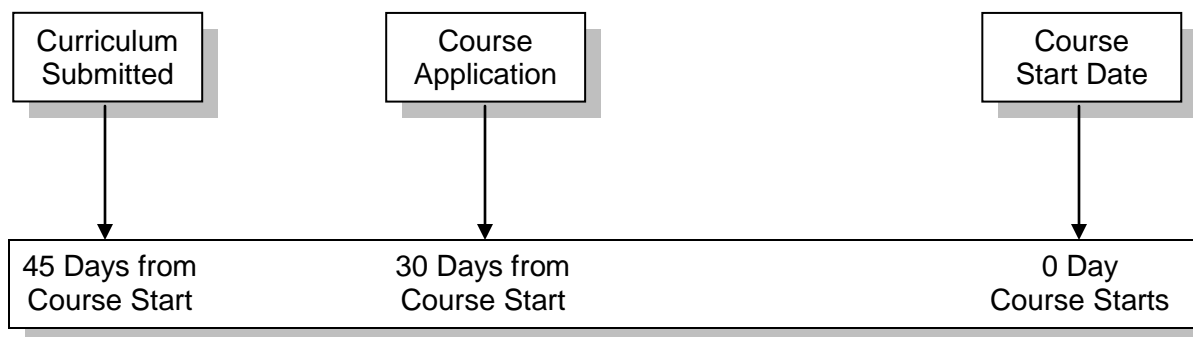 Curriculum
Submitted
Course
Application
Course
Start Date
45 Days from
Course Start
30 Days from
Course Start
0 Day
Course Starts